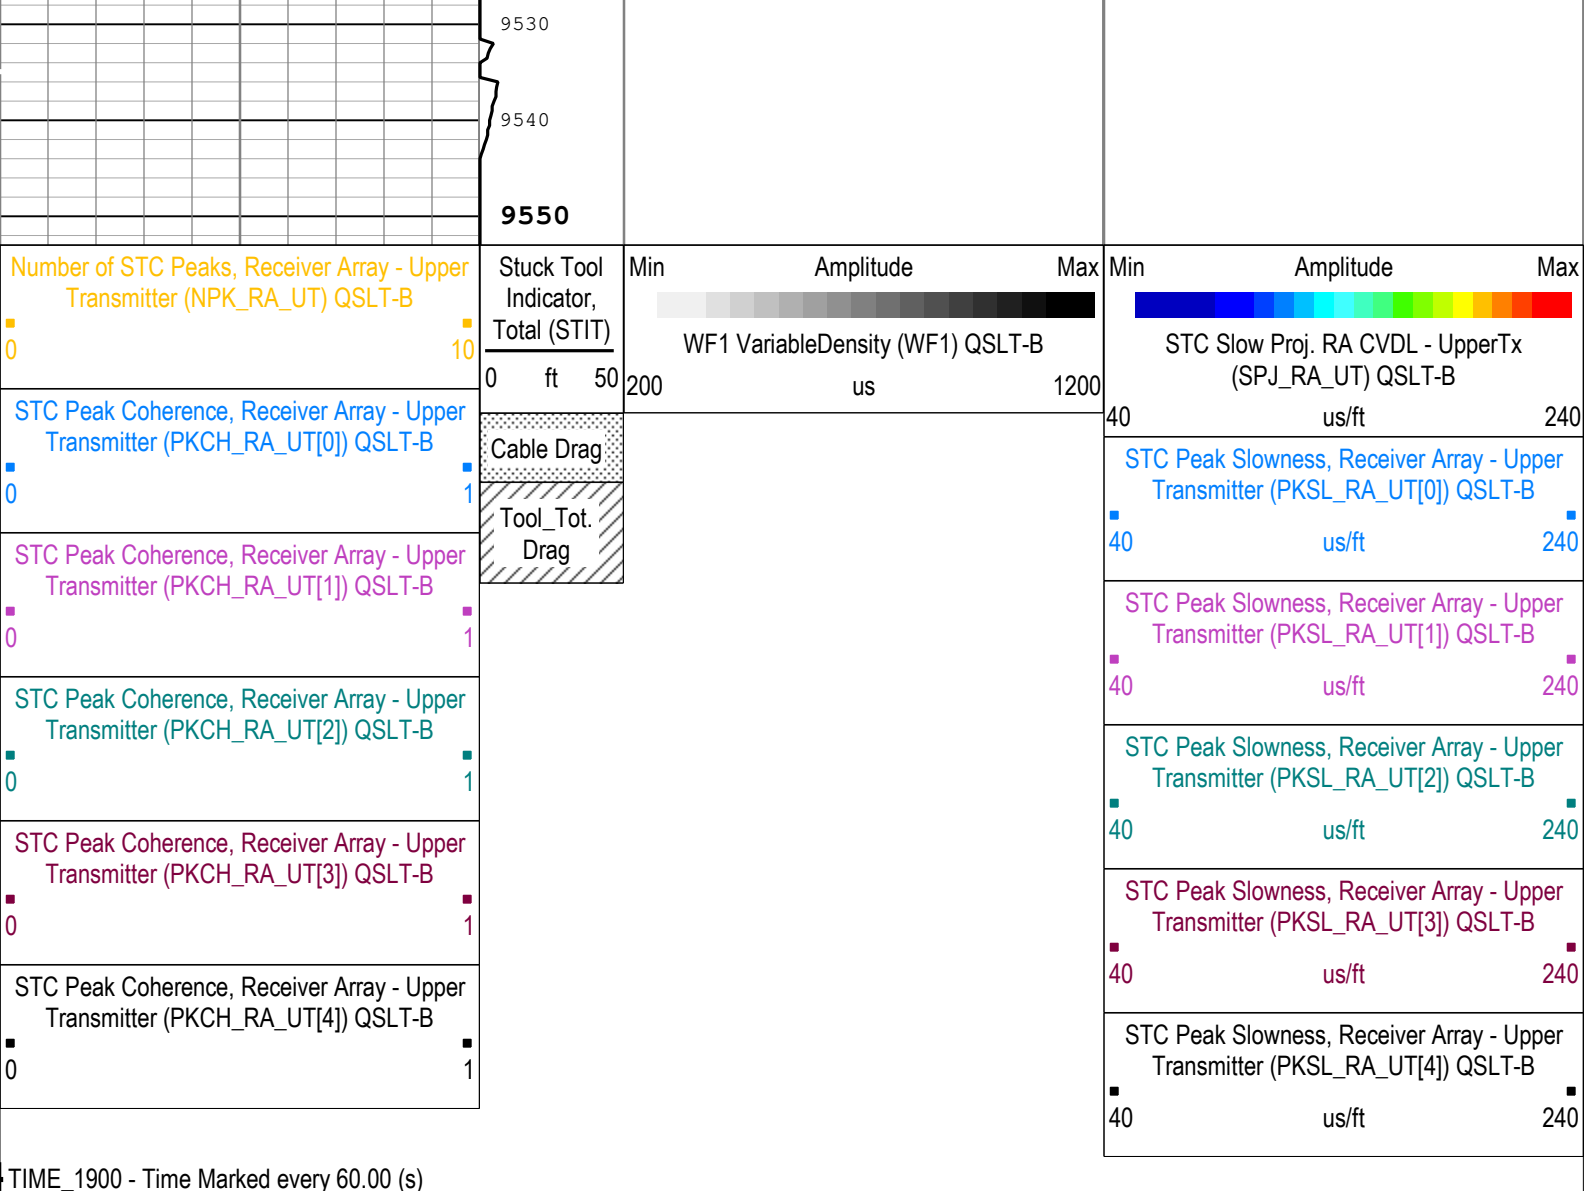 9530
9540
9550
Number of STC Peaks, Receiver Array - Upper
Transmitter (NPK_RA_UT) QSLT-B
0 10
STC Peak Coherence, Receiver Array - Upper
Transmitter (PKCH_RA_UT[0]) QSLT-B
0 1
STC Peak Coherence, Receiver Array - Upper
Transmitter (PKCH_RA_UT[1]) QSLT-B
0 1
STC Peak Coherence, Receiver Array - Upper
Transmitter (PKCH_RA_UT[2]) QSLT-B
0 1
STC Peak Coherence, Receiver Array - Upper
Transmitter (PKCH_RA_UT[3]) QSLT-B
0 1
STC Peak Coherence, Receiver Array - Upper
Transmitter (PKCH_RA_UT[4]) QSLT-B
0 1
Stuck Tool
Indicator,
Total (STIT)
0 ft 50
Cable Drag
Tool_Tot.
Drag
Min Amplitude Max
WF1 VariableDensity (WF1) QSLT-B
200 us 1200
Min Amplitude Max
STC Slow Proj. RA CVDL - UpperTx
(SPJ_RA_UT) QSLT-B
40 us/ft 240
STC Peak Slowness, Receiver Array - Upper
Transmitter (PKSL_RA_UT[0]) QSLT-B
40 us/ft 240
STC Peak Slowness, Receiver Array - Upper
Transmitter (PKSL_RA_UT[1]) QSLT-B
40 us/ft 240
STC Peak Slowness, Receiver Array - Upper
Transmitter (PKSL_RA_UT[2]) QSLT-B
40 us/ft 240
STC Peak Slowness, Receiver Array - Upper
Transmitter (PKSL_RA_UT[3]) QSLT-B
40 us/ft 240
STC Peak Slowness, Receiver Array - Upper
Transmitter (PKSL_RA_UT[4]) QSLT-B
40 us/ft 240
TIME_1900 - Time Marked every 60.00 (s)